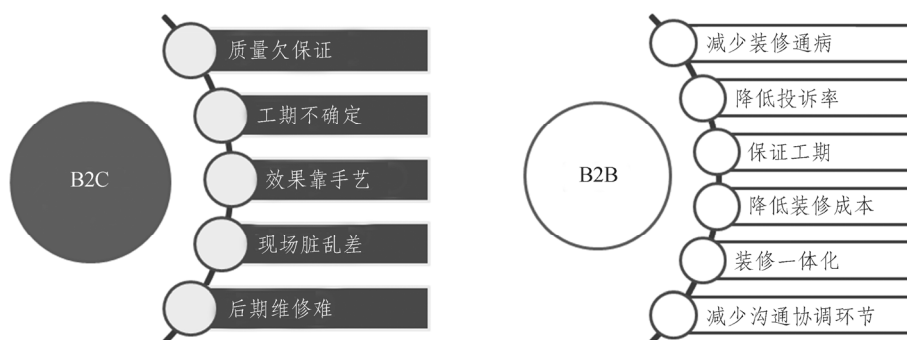 B2C
质量欠保证
工期不确定
效果靠手艺
现场脏乱差
后期维修难
B2B
减少装修通病
降低投诉率
保证工期
降低装修成本
装修一体化
减少沟通协调环节